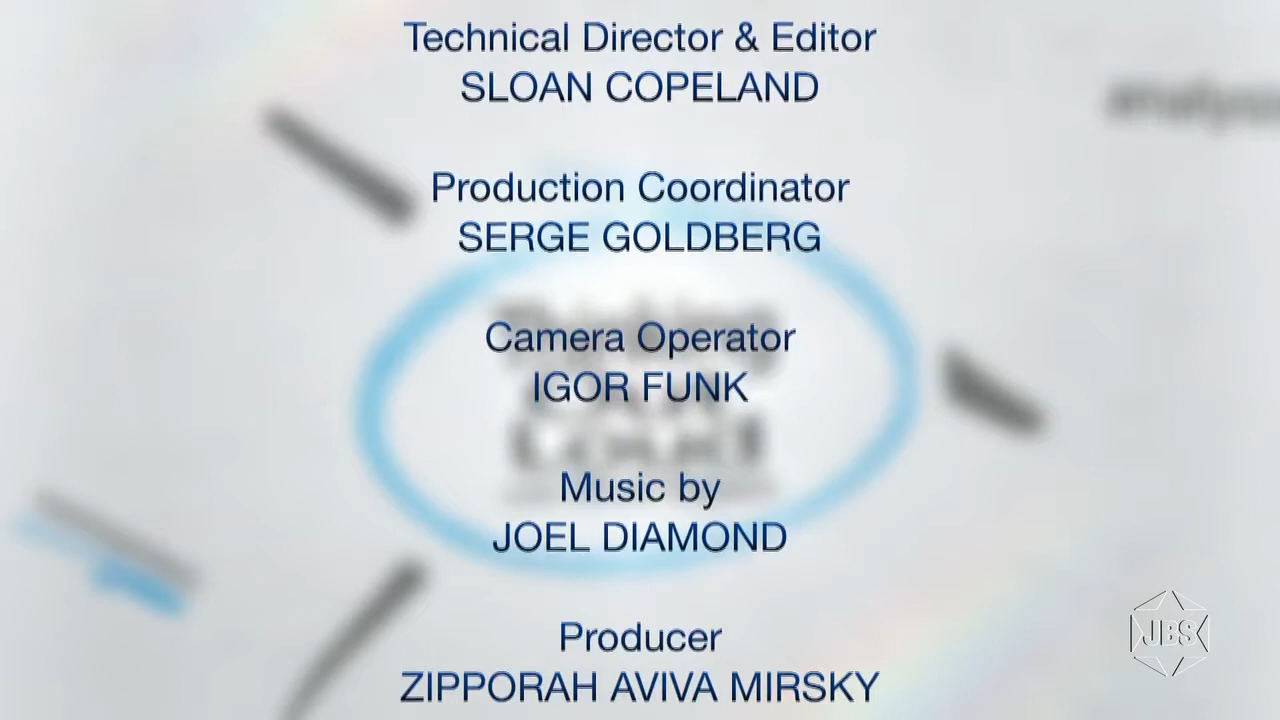 Technical Director & Editor
SLOAN COPELAND
Production Coordinator
SERGE GOLDBERG
Camera Operator
IGOR FUNK
Music by
JOEL DIAMOND
Producer
ZIPPORAH AVIVA MIRSKY
JBS